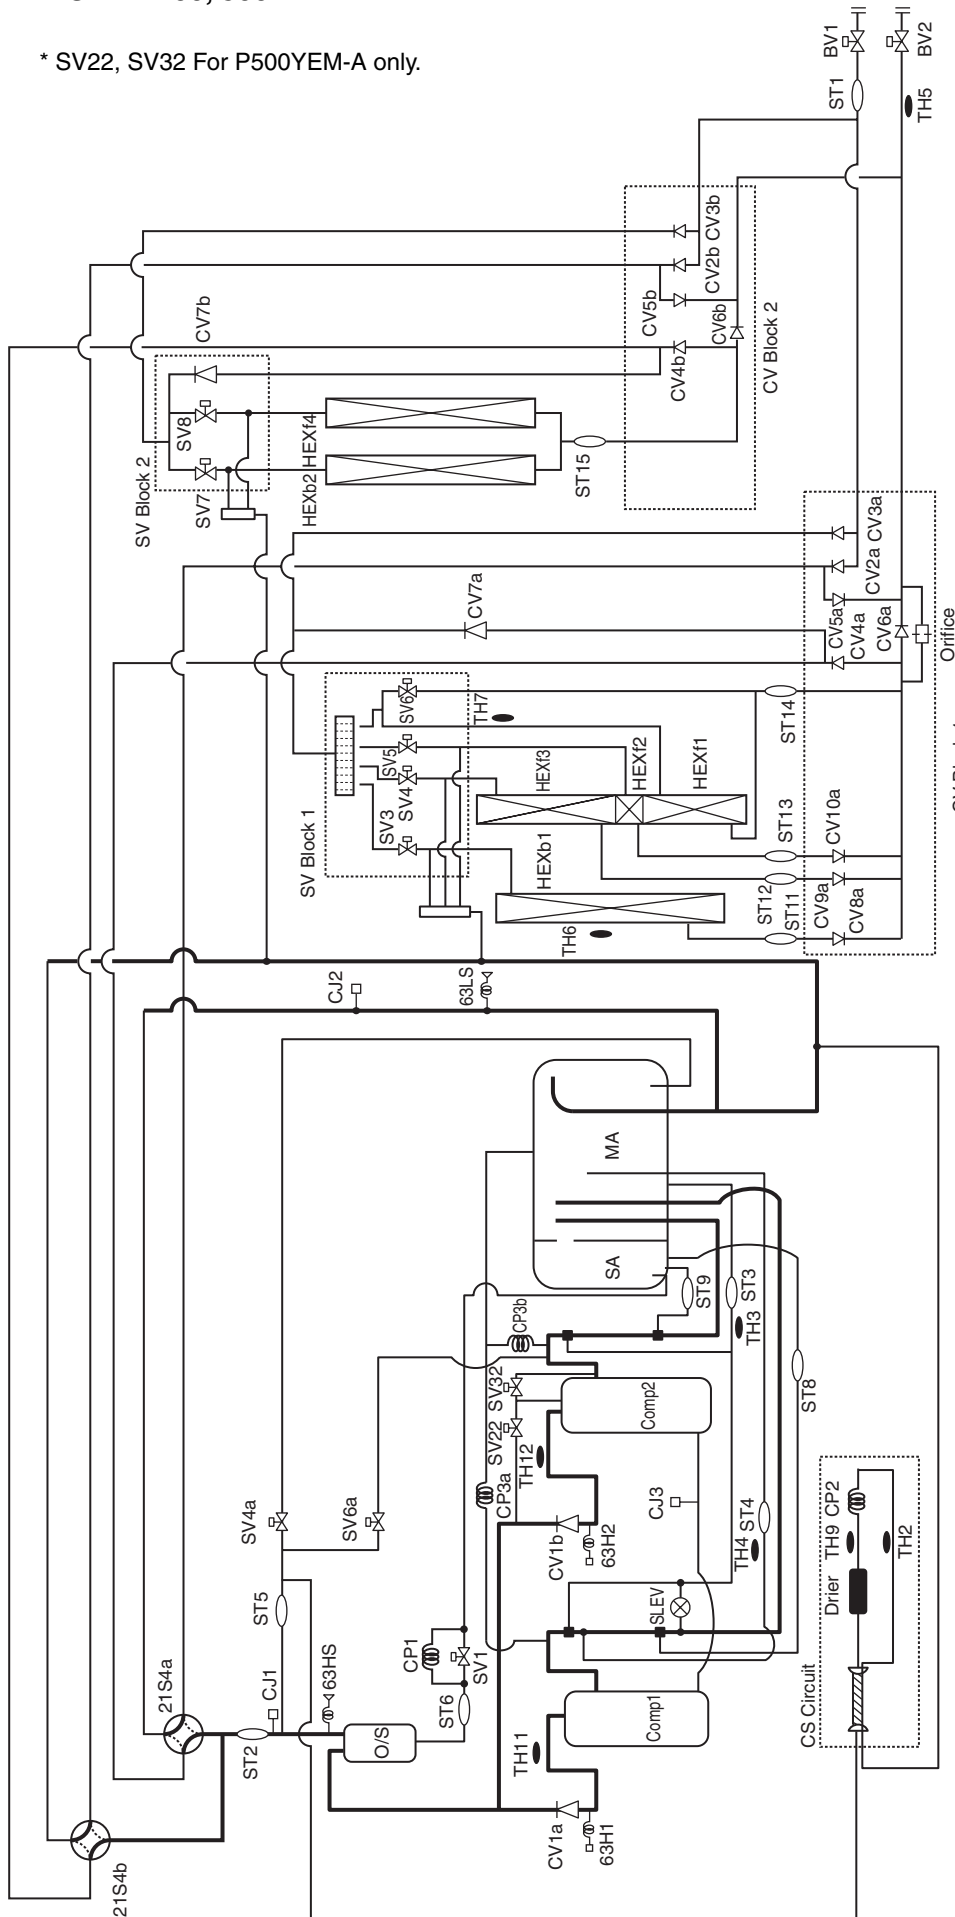 * SV22, SV32 For P500YEM-A only.
BV1
BV2
ST1
TH5
CV3b
CV2b
CV5b
CV6b
CV4b
CV Block 2
CV7b
SV Block 2
SV8
SV7
HEXf4
HEXb2
ST15
CV3a
CV2a
CV5a
CV4a
CV6a
Orifice
CV7a
SV Block 1
SV6
SV5
SV4
SV3
TH7
HEXf3
HEXf2
HEXf1
HEXb1
ST14
ST13
CV10a
ST12
ST11
CV9a
CV8a
TH6
CJ2
63LS
MA
SA
ST9
ST3
TH3
ST8
CP3b
SV32
SV22
TH12
CP3a
Comp2
SV4a
SV6a
CV1b
63H2
CJ3
ST4
TH4
SLEV
ST5
CP1
SV1
ST6
21S4a
CJ1
63HS
ST2
O/S
TH11
Comp1
CV1a
63H1
21S4b
CS Circuit
Drier
TH9
CP2
TH2